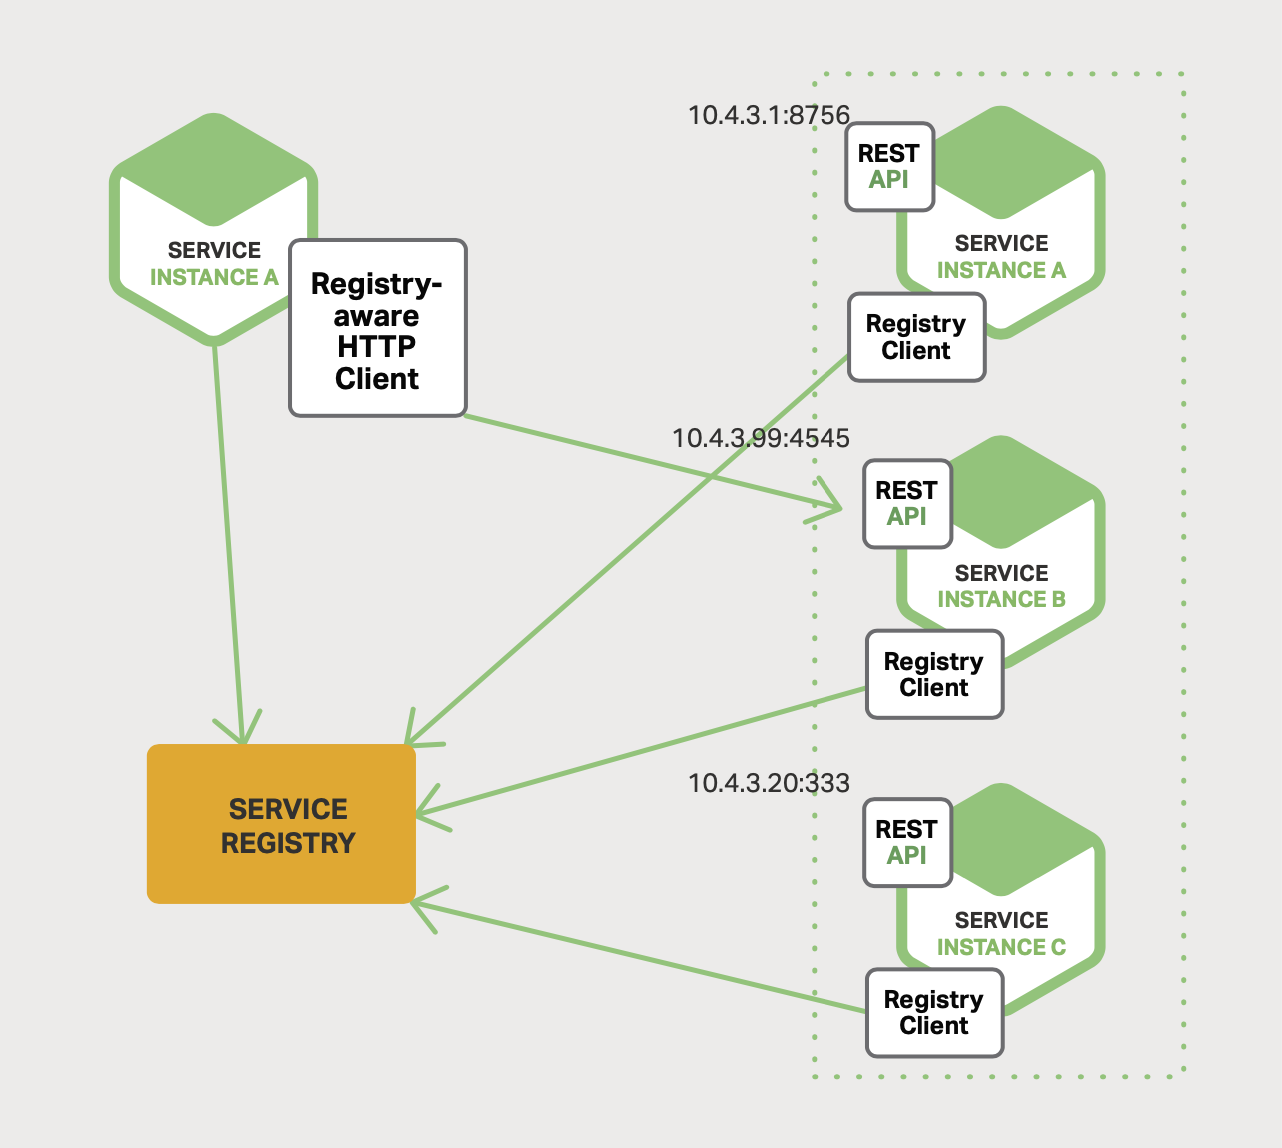 SERVICE
INSTANCE A
Registry-
aware
HTTP
Client
SERVICE
REGISTRY
10.4.3.1:8756
REST
API
SERVICE
INSTANCE A
Registry
Client
10.4.3.99:4545
REST
API
SERVICE
INSTANCE B
Registry
Client
10.4.3.20:333
REST
API
SERVICE
INSTANCE C
Registry
Client